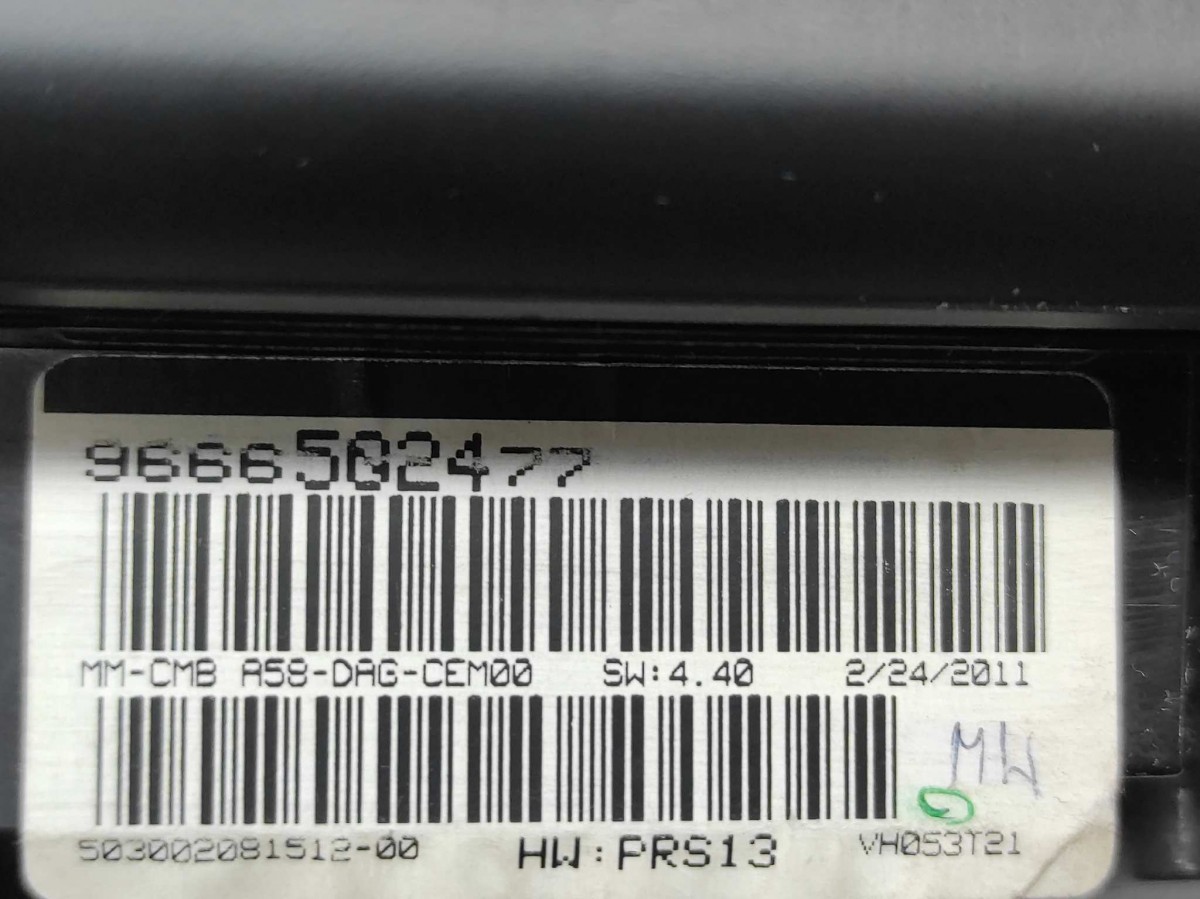 9666502477
MM-CMB A58-DAG-CEM00 SW:4.40 2/24/2011
MW
503002081512-00 HW:PRS13 VH053T21